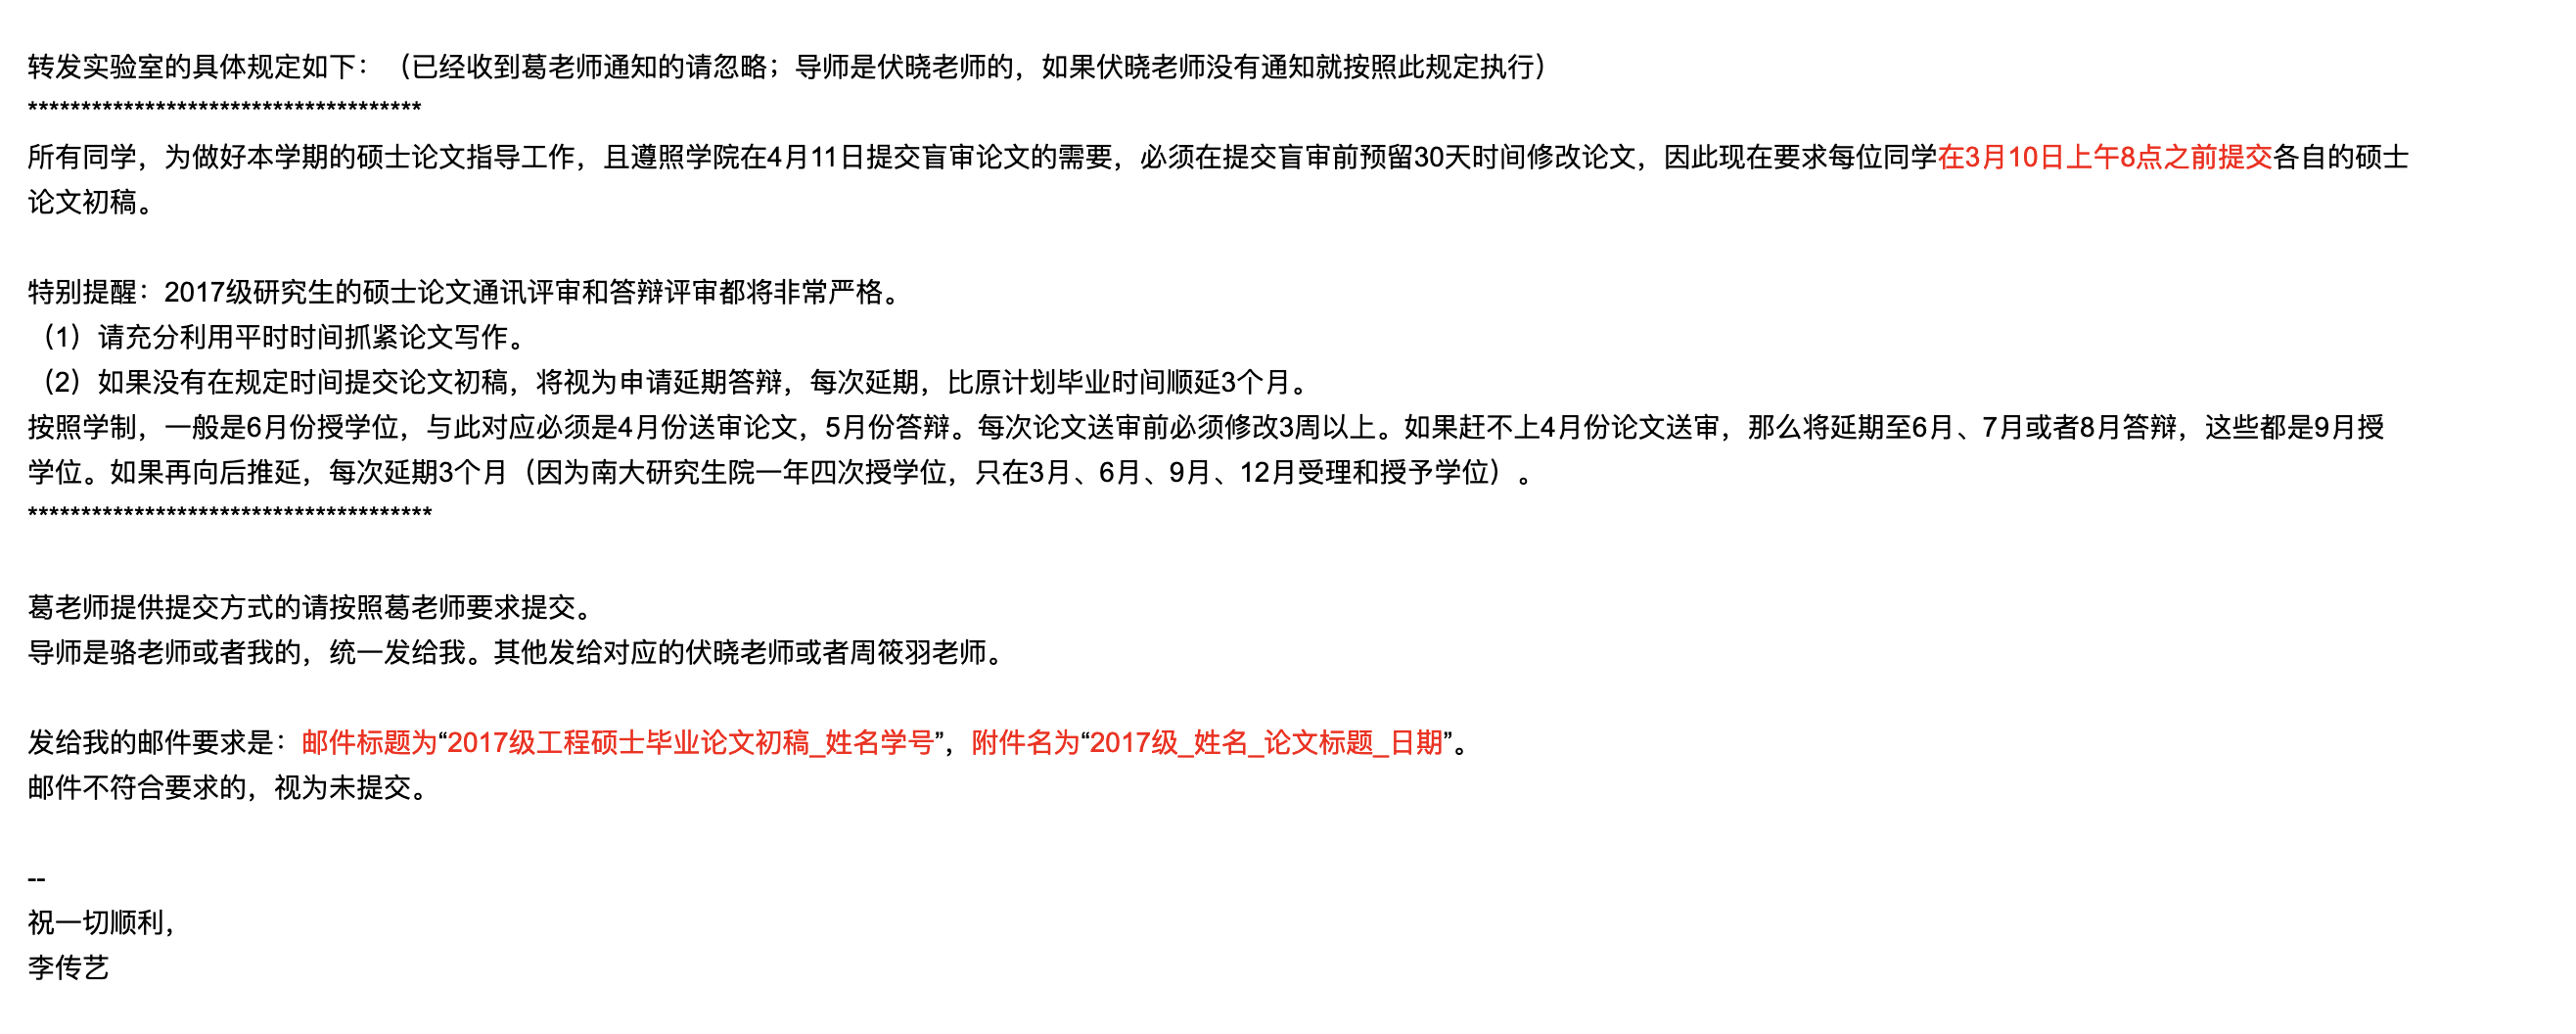 转发实验室的具体规定如下：（已经收到葛老师通知的请忽略；导师是伏晓老师的，如果伏晓老师没有通知就按照此规定执行）
*************************************
所有同学，为做好本学期的硕士论文指导工作，且遵照学院在4月11日提交盲审论文的需要，必须在提交盲审前预留30天时间修改论文，因此现在要求每位同学在3月10日上午8点之前提交各自的硕士
论文初稿。
特别提醒：2017级研究生的硕士论文通讯评审和答辩评审都将非常严格。
（1）请充分利用平时时间抓紧论文写作。
（2）如果没有在规定时间提交论文初稿，将视为申请延期答辩，每次延期，比原计划毕业时间顺延3个月。
按照学制，一般是6月份授学位，与此对应必须是4月份送审论文，5月份答辩。每次论文送审前必须修改3周以上。如果赶不上4月份论文送审，那么将延期至6月、7月或者8月答辩，这些都是9月授
学位。如果再向后推延，每次延期3个月（因为南大研究生院一年四次授学位，只在3月、6月、9月、12月受理和授予学位）。
**************************************
葛老师提供提交方式的请按照葛老师要求提交。
导师是骆老师或者我的，统一发给我。其他发给对应的伏晓老师或者周筱羽老师。
发给我的邮件要求是：邮件标题为“2017级工程硕士毕业论文初稿_姓名学号”，附件名为“2017级_姓名_论文标题_日期”。
邮件不符合要求的，视为未提交。
--
祝一切顺利，
李传艺